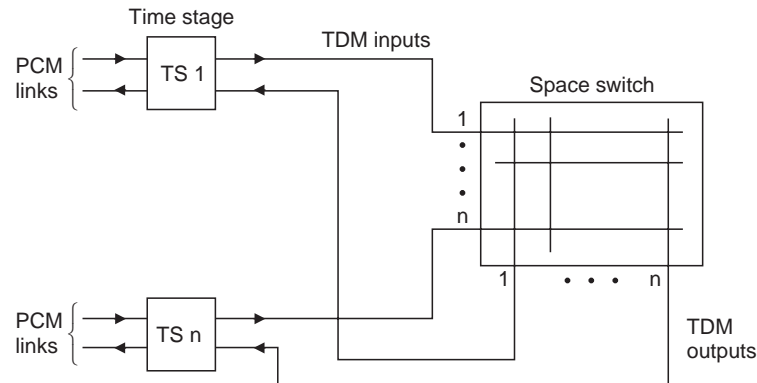 Time stage
PCM
links
TS 1
TDM inputs
Space switch
1
n
1
n
PCM
links
TS n
TDM
outputs